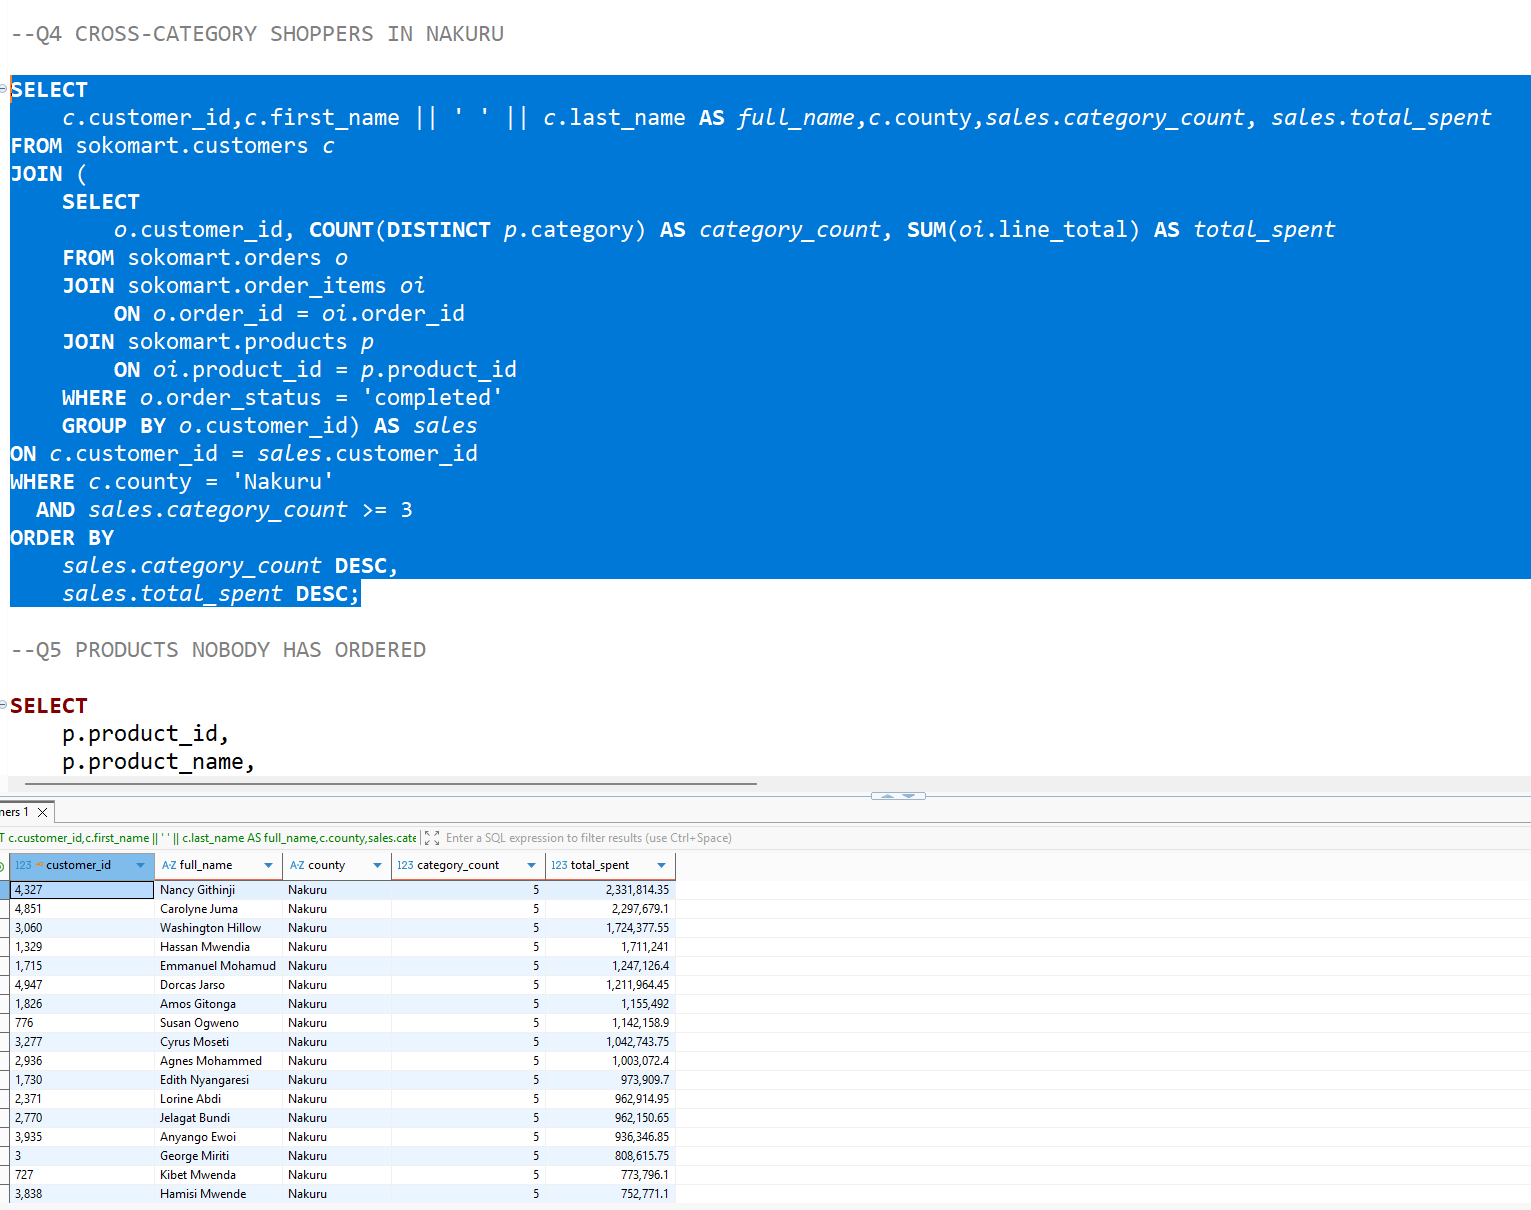 --Q4 CROSS-CATEGORY SHOPPERS IN NAKURU
SELECT
c.customer_id,c.first_name || ' ' || c.last_name AS full_name,c.county,sales.category_count, sales.total_spent
FROM sokomart.customers c
JOIN (
SELECT
o.customer_id, COUNT(DISTINCT p.category) AS category_count, SUM(oi.line_total) AS total_spent
FROM sokomart.orders o
JOIN sokomart.order_items oi
ON o.order_id = oi.order_id
JOIN sokomart.products p
ON oi.product_id = p.product_id
WHERE o.order_status = 'completed'
GROUP BY o.customer_id) AS sales
ON c.customer_id = sales.customer_id
WHERE c.county = 'Nakuru'
AND sales.category_count >= 3
ORDER BY
sales.category_count DESC,
sales.total_spent DESC;
--Q5 PRODUCTS NOBODY HAS ORDERED
SELECT
p.product_id,
p.product_name,
ners 1
T c.customer_id,c.first_name || ' ' || c.last_name AS full_name,c.county,sales.cate Enter a SQL expression to filter results (use Ctrl+Space)
123 customer_id A-Z full_name A-Z county 123 category_count 123 total_spent
4,327 Nancy Githinji Nakuru 5 2,331,814.35
4,851 Carolyne Juma Nakuru 5 2,297,679.1
3,060 Washington Hillow Nakuru 5 1,724,377.55
1,329 Hassan Mwendia Nakuru 5 1,711,241
1,715 Emmanuel Mohamud Nakuru 5 1,247,126.4
4,947 Dorcas Jarso Nakuru 5 1,211,964.45
1,826 Amos Gitonga Nakuru 5 1,155,492
776 Susan Ogweno Nakuru 5 1,142,158.9
3,277 Cyrus Moseti Nakuru 5 1,042,743.75
2,936 Agnes Mohammed Nakuru 5 1,003,072.4
1,730 Edith Nyangaresi Nakuru 5 973,909.7
2,371 Lorine Abdi Nakuru 5 962,914.95
2,770 Jelagat Bundi Nakuru 5 962,150.65
3,935 Anyango Ewoi Nakuru 5 936,346.85
3 George Miriti Nakuru 5 808,615.75
727 Kibet Mwenda Nakuru 5 773,796.1
3,838 Hamisi Mwende Nakuru 5 752,771.1